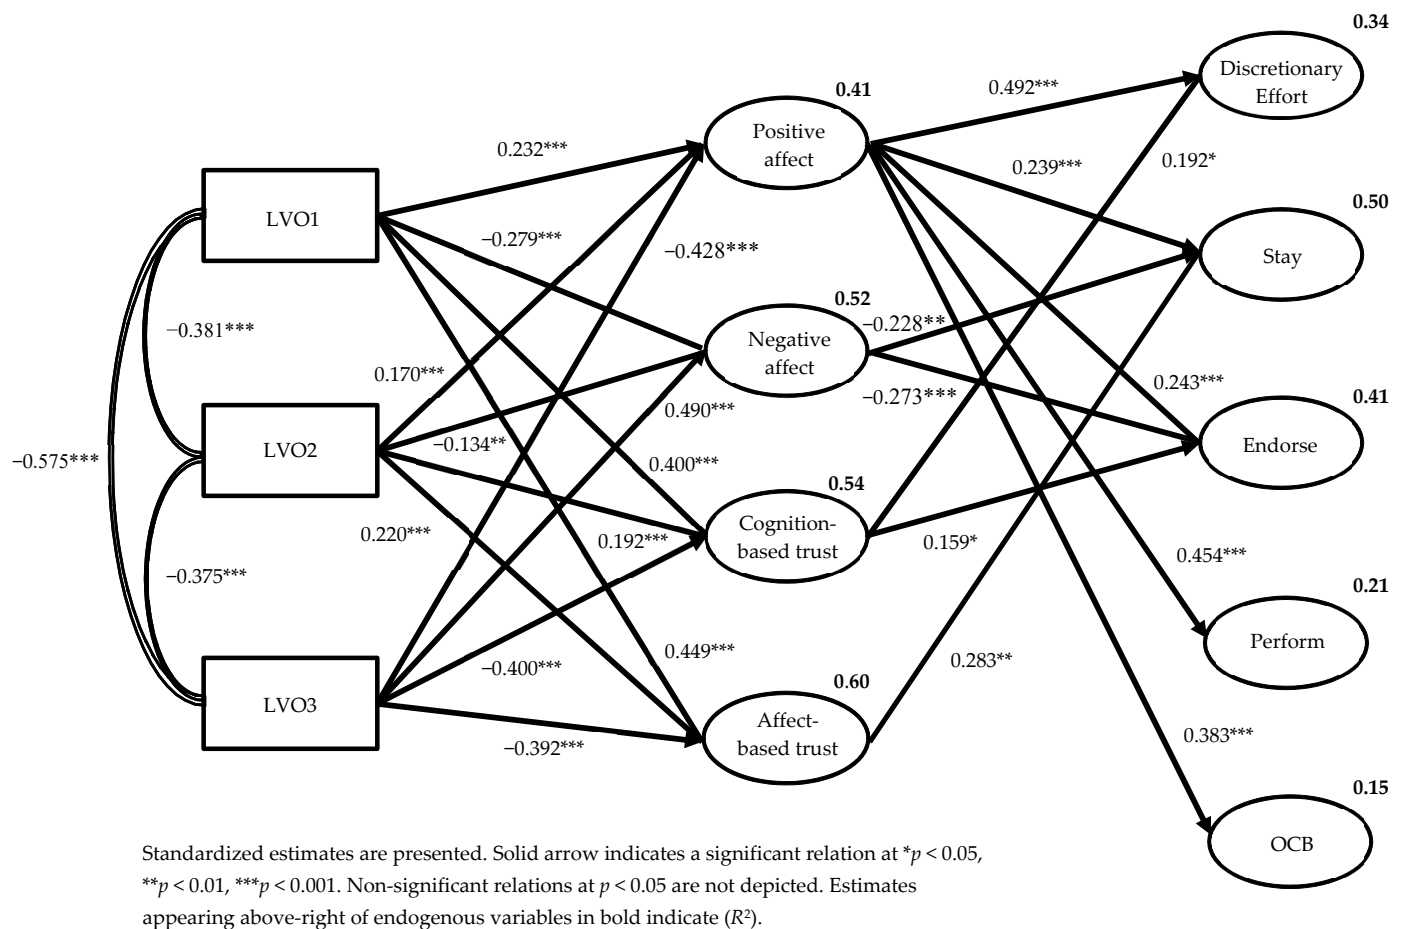 0.34
Discretionary
Effort
0.492***
0.41
Positive
affect
0.232***
0.192*
0.239***
0.50
LVO1
−0.279***
−0.428***
Stay
0.52
−0.381***
−0.228**
Negative
affect
0.170***
0.243***
−0.273***
0.41
0.490***
−0.134**
LVO2
Endorse
−0.575***
0.400***
0.54
Cognition-
based trust
0.220***
0.192***
0.159*
0.454***
−0.375***
0.21
Perform
0.449***
−0.400***
0.283**
0.60
LVO3
Affect-
based trust
−0.392***
0.383***
0.15
OCB
Standardized estimates are presented. Solid arrow indicates a significant relation at *p < 0.05,
**p < 0.01, ***p < 0.001. Non-significant relations at p < 0.05 are not depicted. Estimates
appearing above-right of endogenous variables in bold indicate (R²).